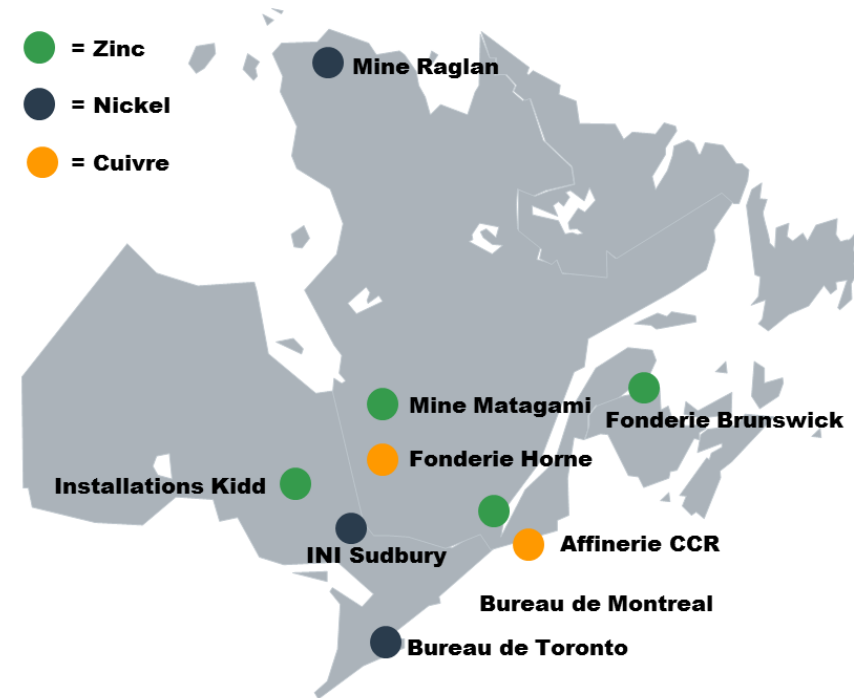 = Zinc
= Nickel
= Cuivre
Mine Raglan
Mine Matagami
Fonderie Brunswick
Fonderie Horne
Installations Kidd
Affinerie CCR
INI Sudbury
Bureau de Montreal
Bureau de Toronto